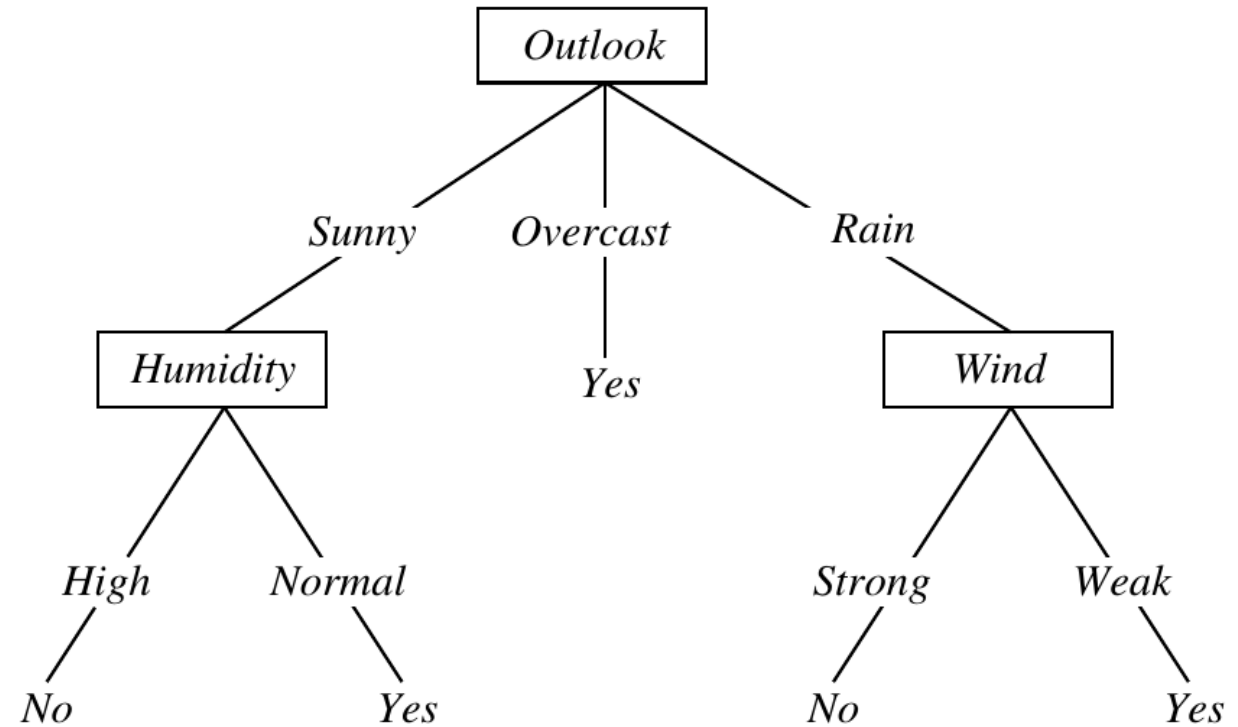 Outlook
Sunny Overcast Rain
Humidity Yes Wind
High Normal Strong Weak
No Yes No Yes